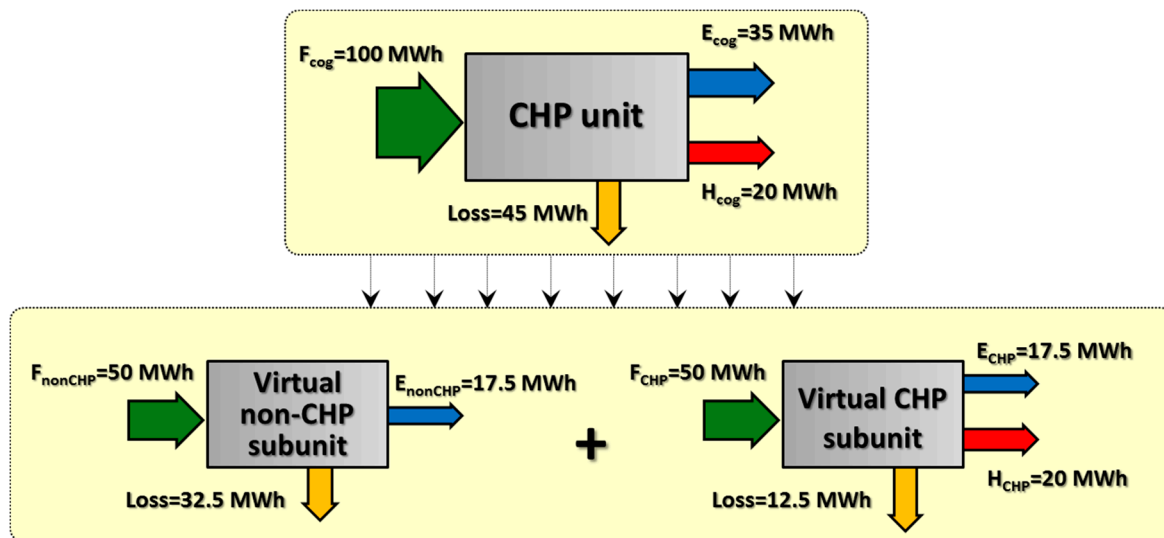 E_cog=35 MWh
F_cog=100 MWh
CHP unit
H_cog=20 MWh
Loss=45 MWh
F_nonCHP=50 MWh
Virtual
non-CHP
subunit
E_nonCHP=17.5 MWh
Loss=32.5 MWh
+
F_CHP=50 MWh
Virtual CHP
subunit
E_CHP=17.5 MWh
H_CHP=20 MWh
Loss=12.5 MWh